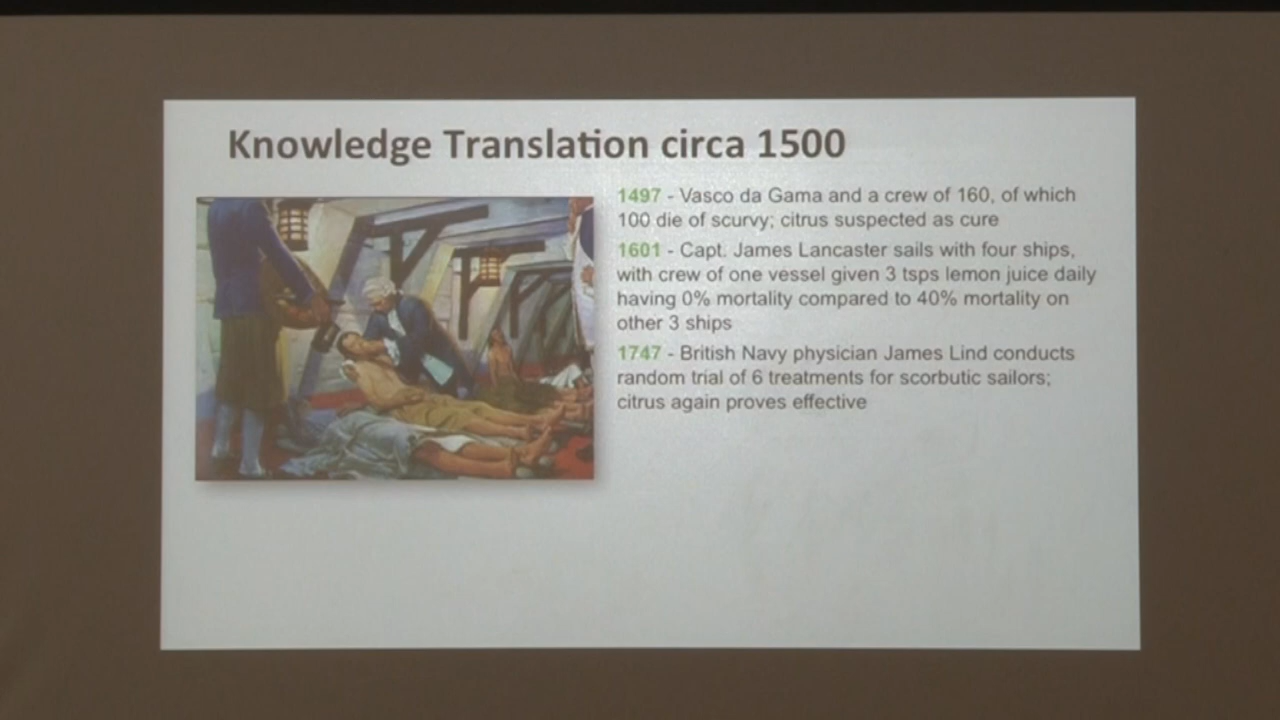 Knowledge Translation circa 1500
1497 - Vasco da Gama and a crew of 160, of which
100 die of scurvy; citrus suspected as cure
1601 - Capt. James Lancaster sails with four ships,
with crew of one vessel given 3 tsps lemon juice daily
having 0% mortality compared to 40% mortality on
other 3 ships
1747 - British Navy physician James Lind conducts
random trial of 6 treatments for scorbutic sailors;
citrus again proves effective